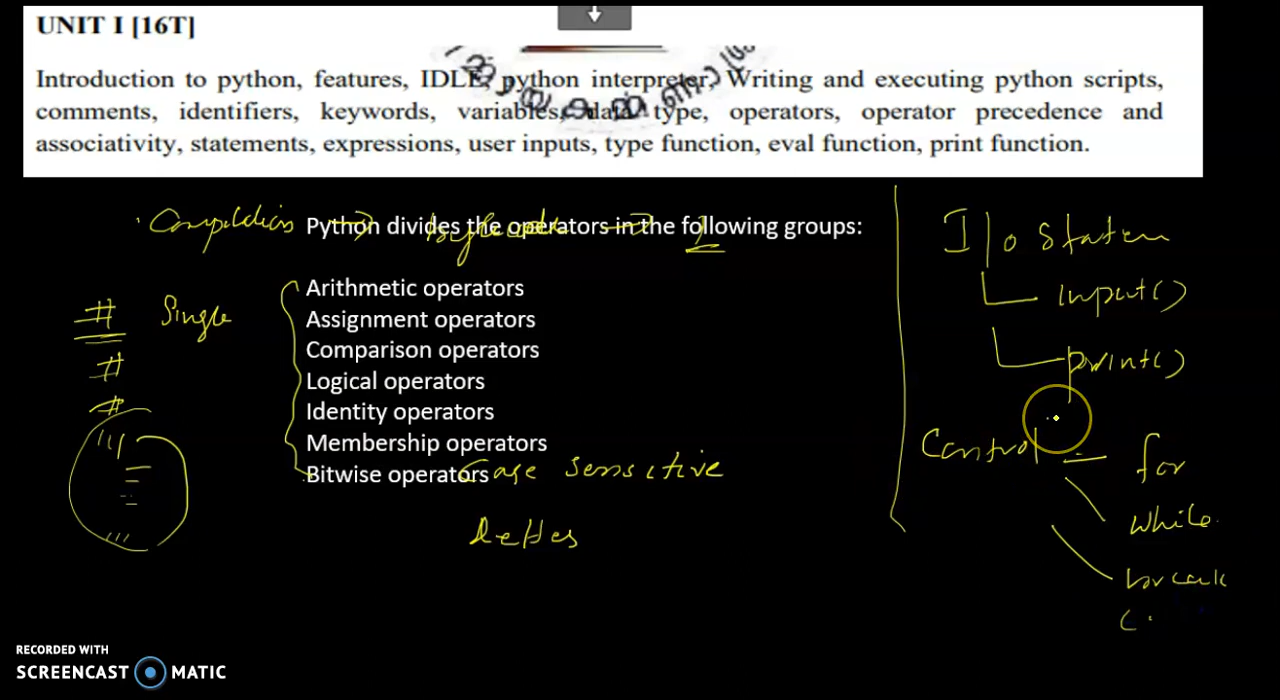 UNIT I [16T]
Introduction to python, features, IDLE, python interpreter, Writing and executing python scripts,
comments, identifiers, keywords, variables, data type, operators, operator precedence and
associativity, statements, expressions, user inputs, type function, eval function, print function.
Python divides the operators in the following groups:
Arithmetic operators
Assignment operators
Comparison operators
Logical operators
Identity operators
Membership operators
Bitwise operators
# Single
#
#
'''
'''
Case sensitive
I/o
input()
print()
Control
for
while
break
RECORDED WITH
SCREENCAST MATIC